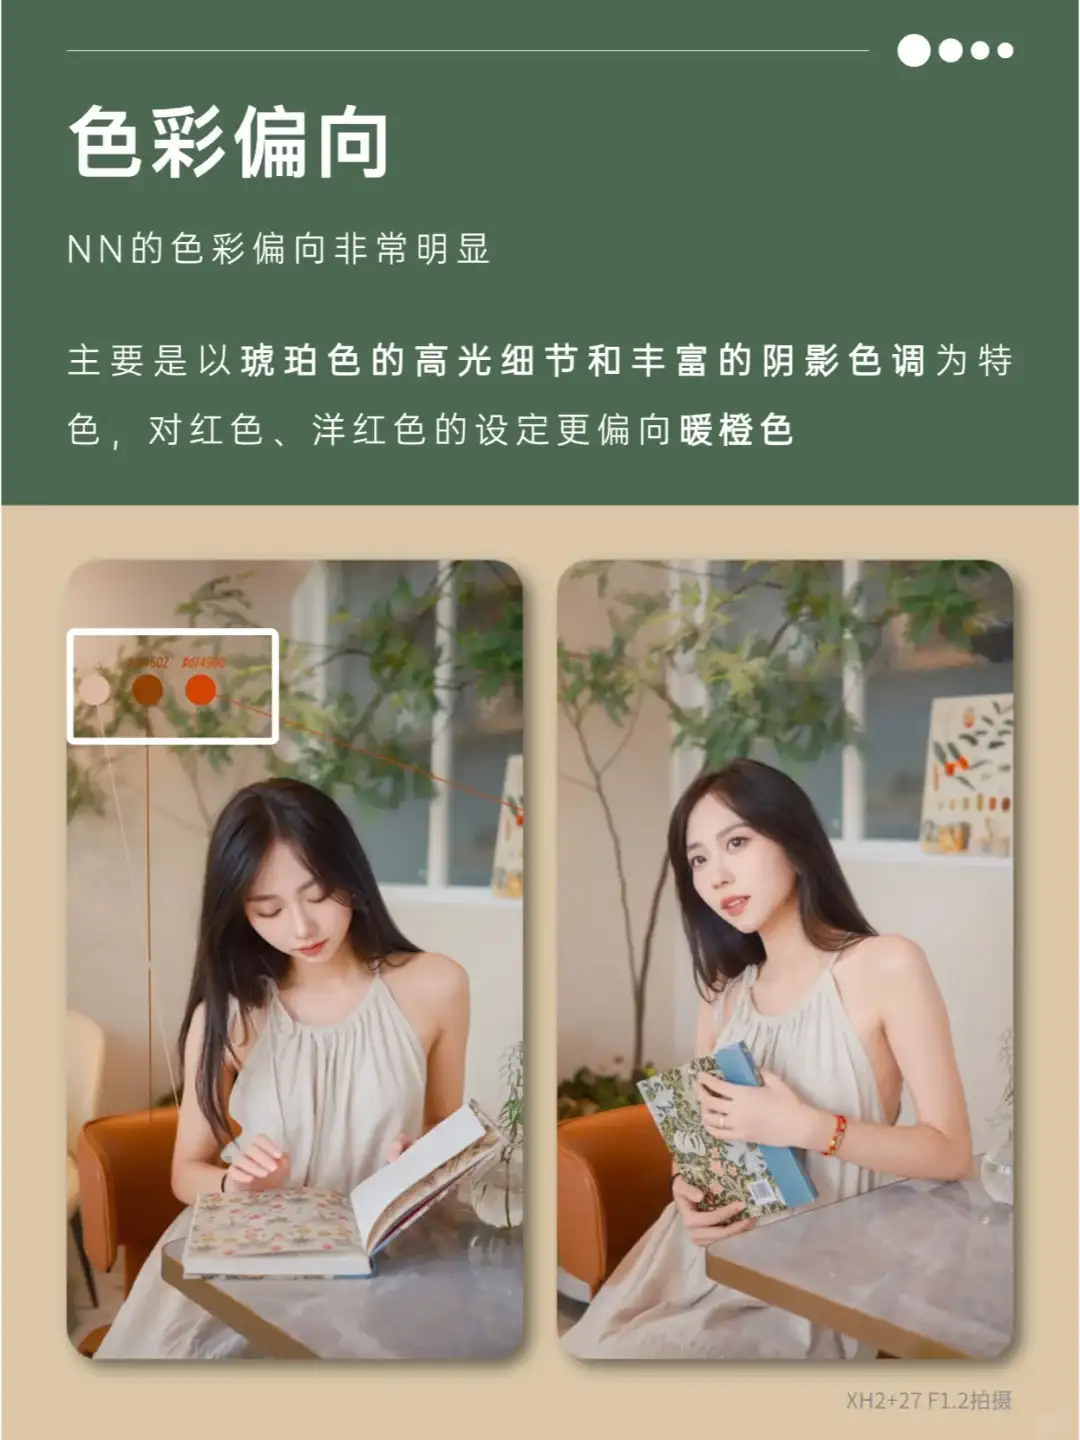 色彩偏向
NN的色彩偏向非常明显
主要是以琥珀色的高光细节和丰富的阴影色调为特
色，对红色、洋红色的设定更偏向暖橙色
#d74900
XH2+27 F1.2拍摄